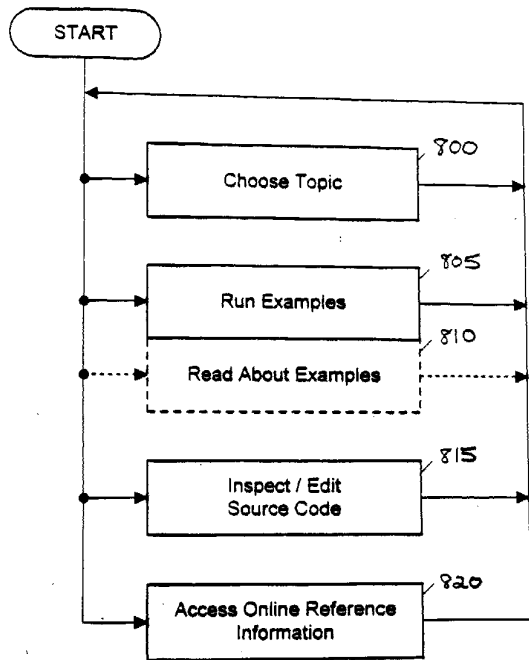 START
800
Choose Topic
805
Run Examples
810
Read About Examples
815
Inspect / Edit
Source Code
820
Access Online Reference
Information